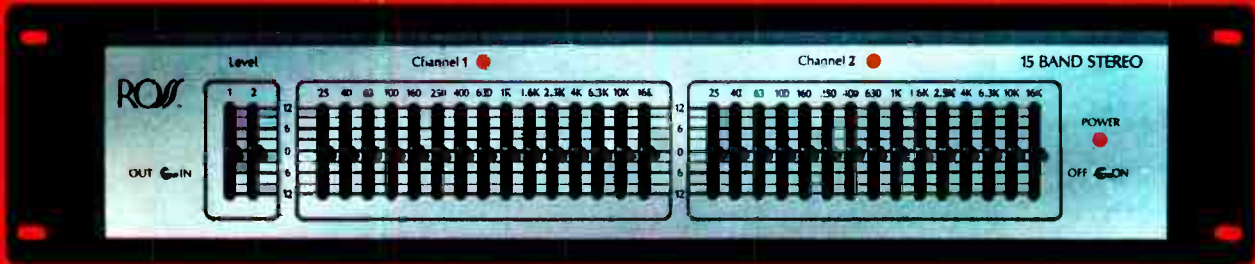 ROSS™
OUT IN
Level
1 2
12
6
0
6
12
Channel 1
25 40 63 100 160 250 400 630 1K 1.6K 2.5K 4K 6.3K 10K 16K
12
6
0
6
12
Channel 2
25 40 63 100 160 250 400 630 1K 1.6K 2.5K 4K 6.3K 10K 16K
15 BAND STEREO
POWER
OFF ON